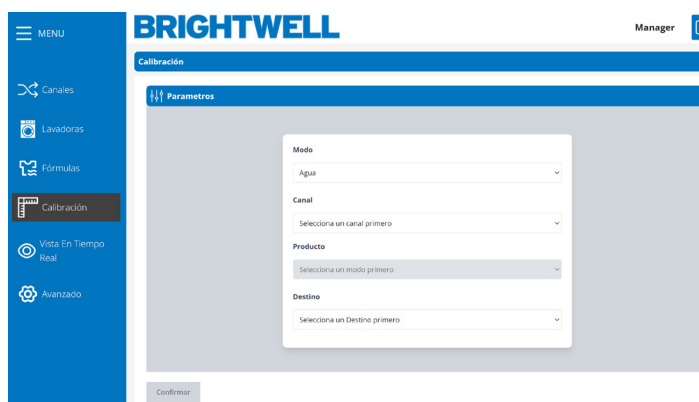 MENU
BRIGHTWELL
Manager
Calibración
Canales
Parametros
Lavadoras
Modo
Fórmulas
Agua
Canal
Calibración
Selecciona un canal primero
Producto
Vista En Tiempo
Real
Selecciona un modo primero
Avanzado
Destino
Selecciona un Destino primero
Confirmar